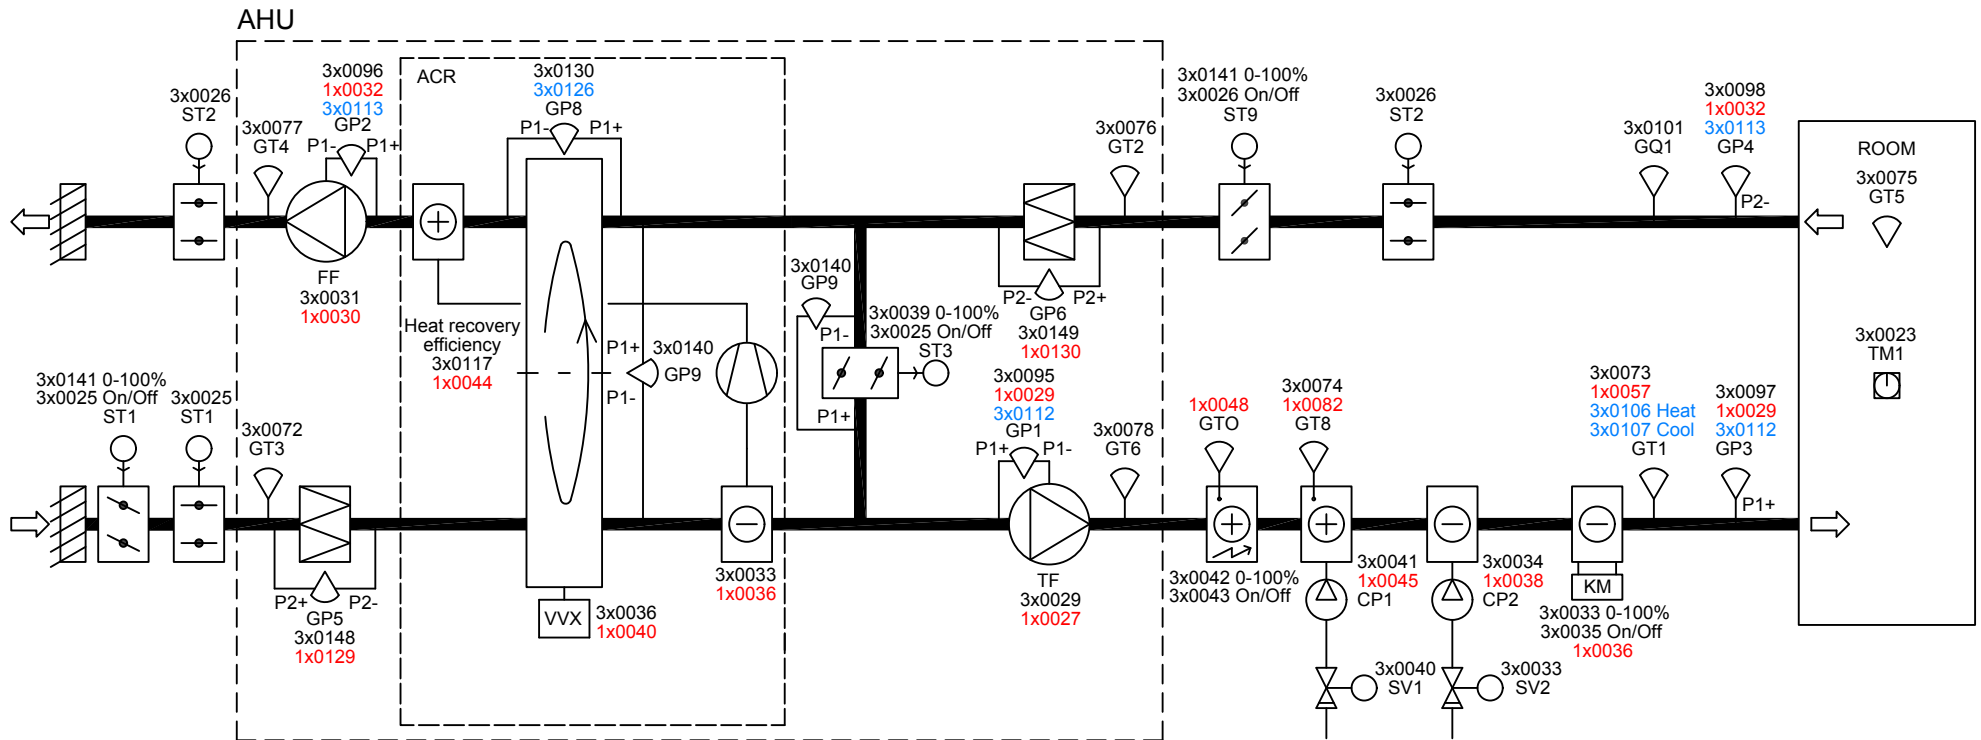 AHU
ACR
3x0026
ST2
3x0077
GT4
3x0096
1x0032
3x0113
GP2
P1-
P1+
FF
3x0031
1x0030
3x0130
3x0126
GP8
P1-
P1+
3x0076
GT2
3x0141 0-100%
3x0026 On/Off
ST9
3x0026
ST2
3x0101
GQ1
3x0098
1x0032
3x0113
GP4
P2-
ROOM
3x0075
GT5
3x0023
TM1
P2-
P2+
GP6
3x0149
1x0130
3x0140
GP9
P1-
P1+
3x0039 0-100%
3x0025 On/Off
ST3
Heat recovery
efficiency
3x0117
1x0044
P1+
P1-
3x0140
GP9
3x0141 0-100%
3x0025 On/Off
ST1
3x0025
ST1
3x0072
GT3
P2+
P2-
GP5
3x0148
1x0129
VVX
3x0036
1x0040
3x0033
1x0036
3x0095
1x0029
3x0112
GP1
P1+
P1-
TF
3x0029
1x0027
3x0078
GT6
1x0048
GTO
3x0042 0-100%
3x0043 On/Off
3x0074
1x0082
GT8
3x0041
1x0045
CP1
3x0040
SV1
3x0034
1x0038
CP2
3x0033
SV2
KM
3x0033 0-100%
3x0035 On/Off
1x0036
3x0073
1x0057
3x0106 Heat
3x0107 Cool
GT1
3x0097
1x0029
3x0112
GP3
P1+